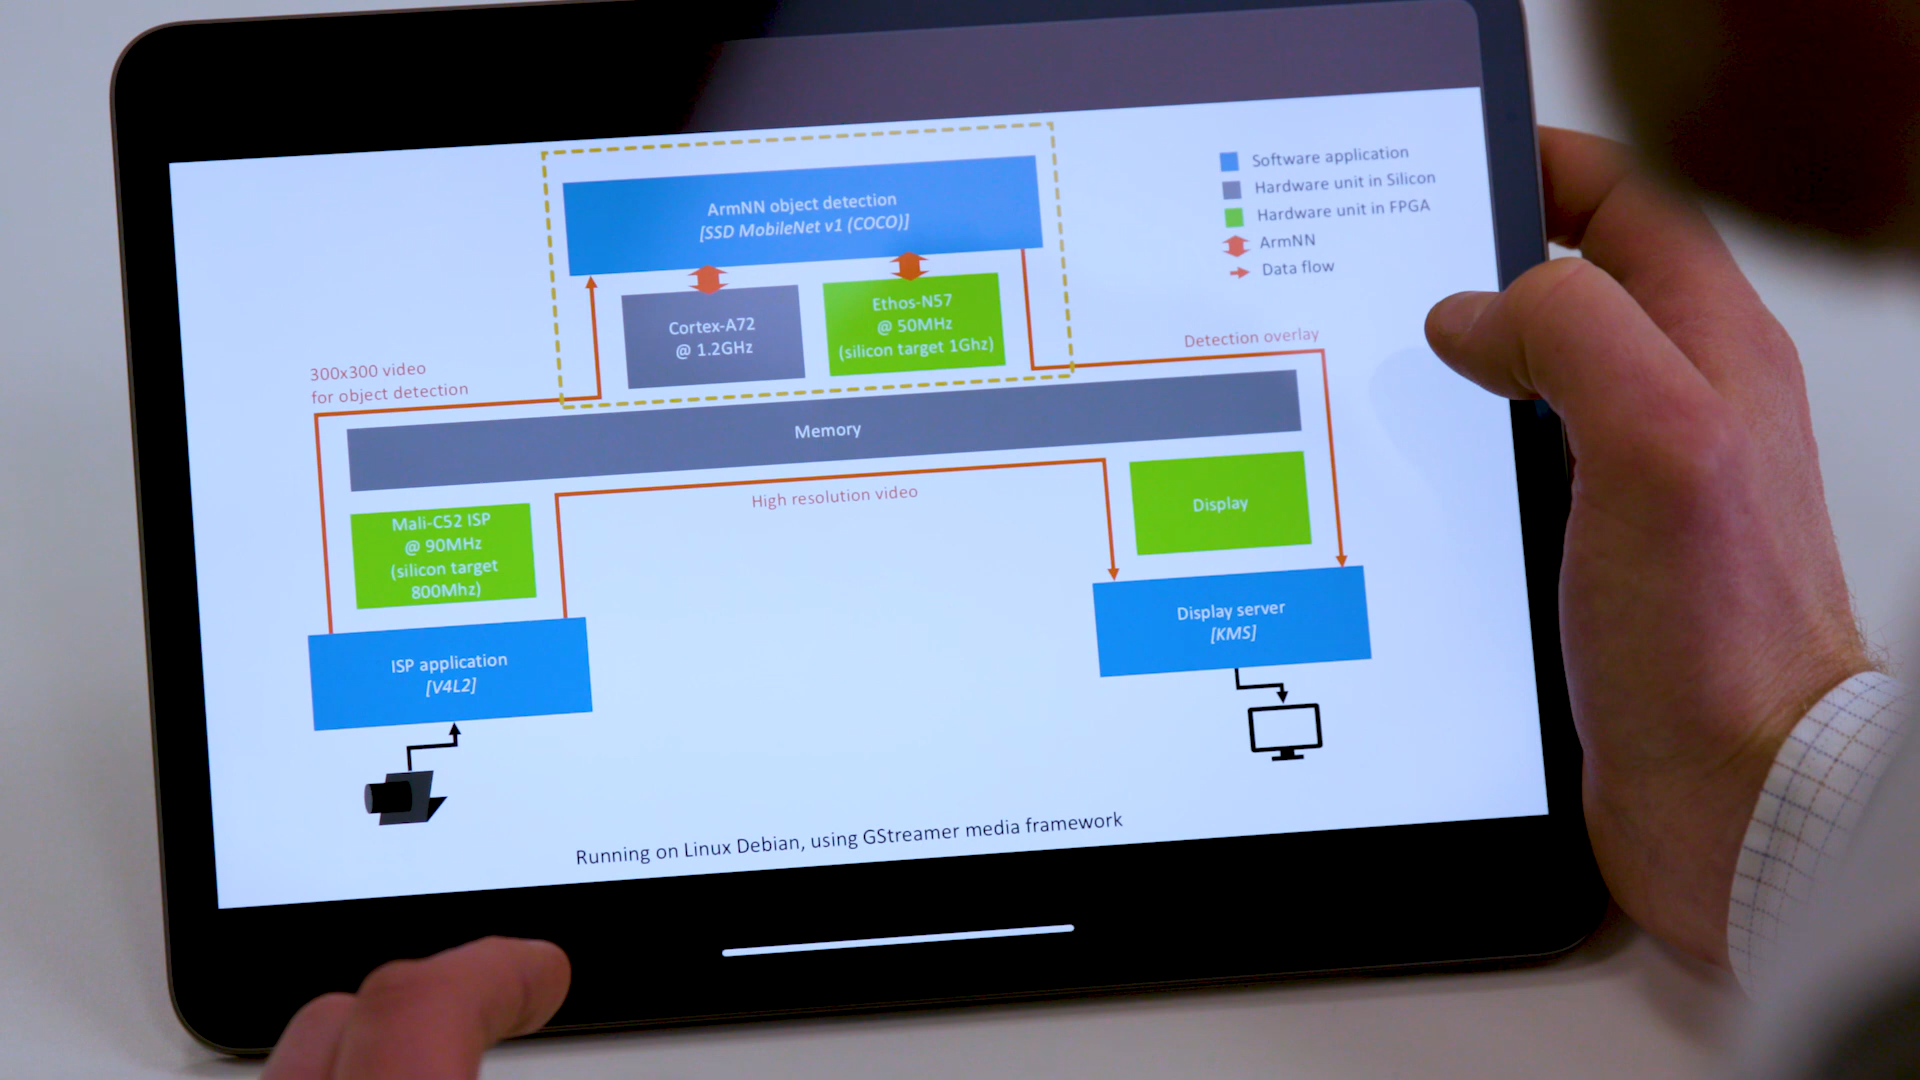 ArmNN object detection
[SSD MobileNet v1 (COCO)]
Cortex-A72
@ 1.2GHz
Ethos-N57
@ 50MHz
(silicon target 1Ghz)
Software application
Hardware unit in Silicon
Hardware unit in FPGA
ArmNN
Data flow
300x300 video
for object detection
Detection overlay
Memory
High resolution video
Mali-C52 ISP
@ 90MHz
(silicon target
800Mhz)
Display
ISP application
[V4L2]
Display server
[KMS]
Running on Linux Debian, using GStreamer media framework